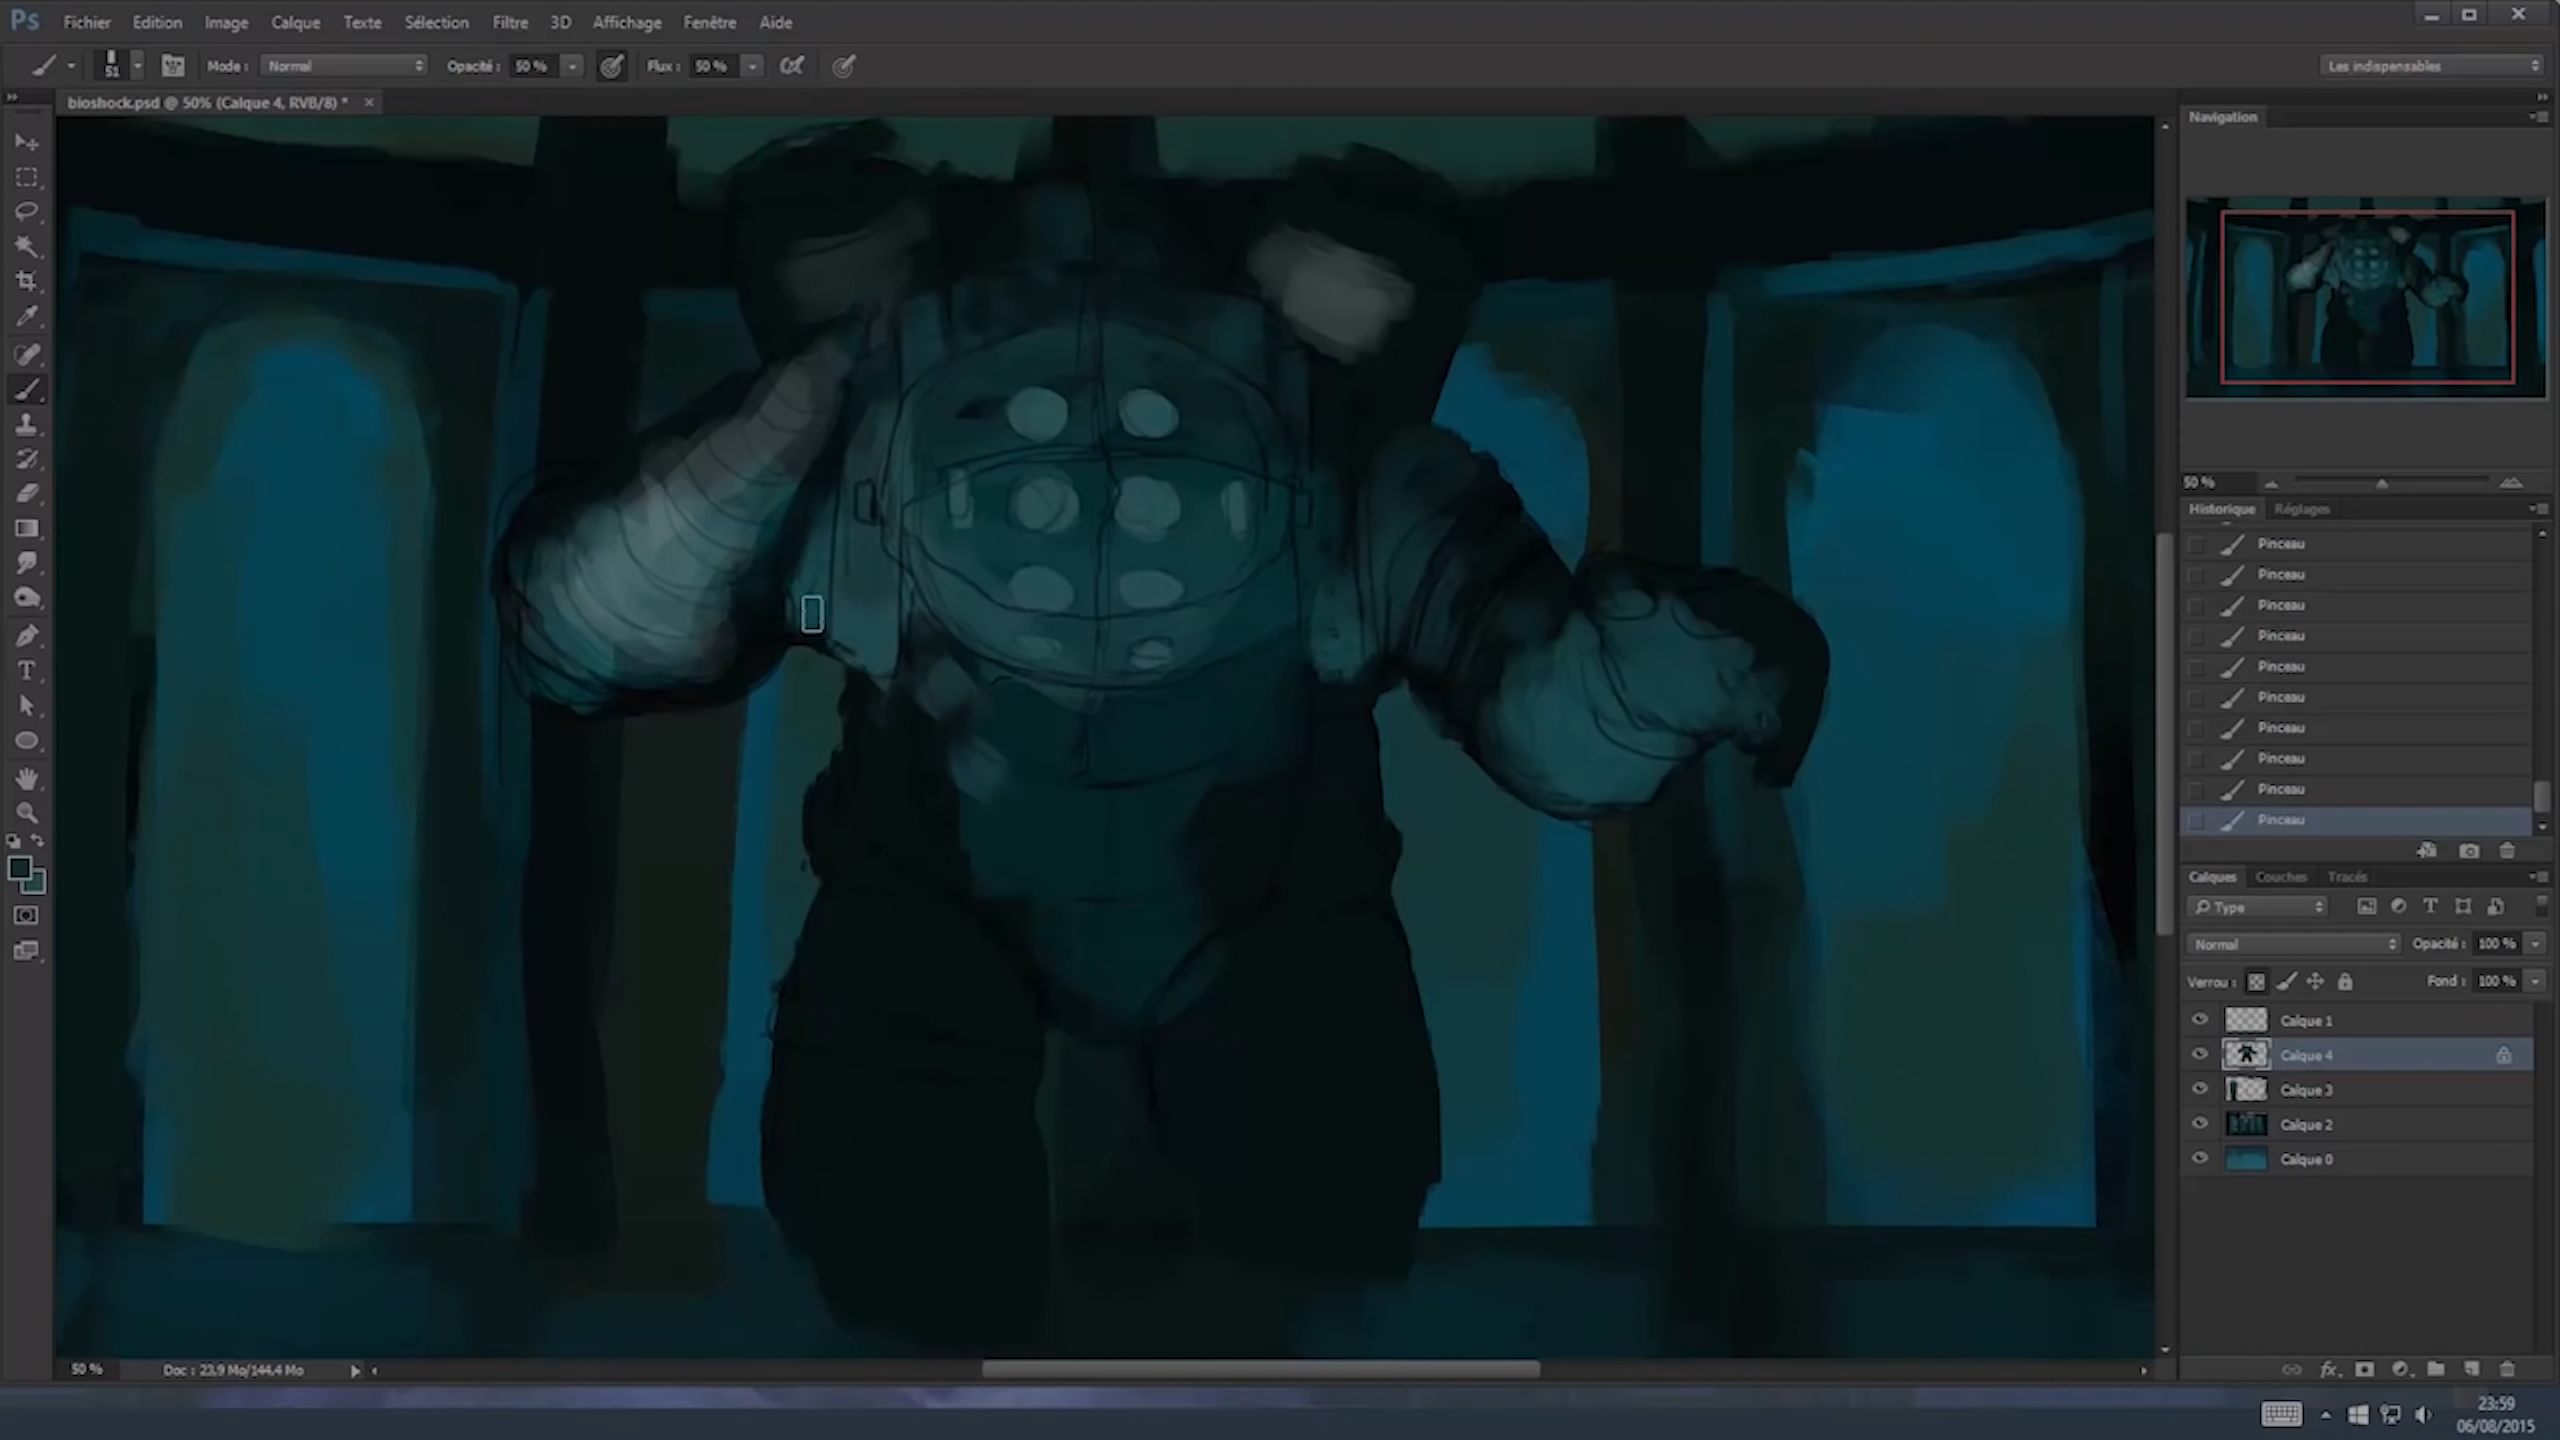 Ps Fichier Edition Image Calque Texte Sélection Filtre 3D Affichage Fenêtre Aide
51 Mode : Normal Opacité : 50 % Flux : 50 % Les indispensables
bioshock.psd @ 50% (Calque 4, RVB/8) *
Navigation
50 %
Historique Réglages
Pinceau
Pinceau
Pinceau
Pinceau
Pinceau
Pinceau
Pinceau
Pinceau
Pinceau
Pinceau
Calques Couches Tracés
Type
Normal Opacité : 100 %
Verrou : Fond : 100 %
Calque 1
Calque 4
Calque 3
Calque 2
Calque 0
50 % Doc : 23,9 Mo/144,4 Mo
23:59
06/08/2015